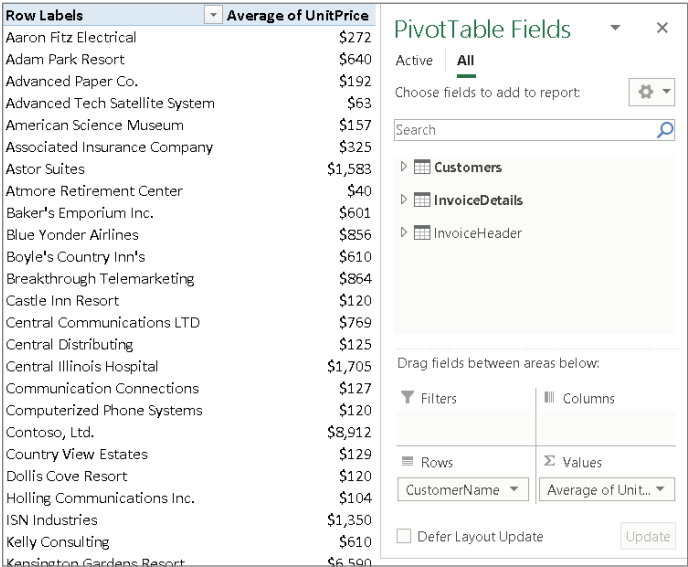 Row Labels Average of UnitPrice
Aaron Fitz Electrical $272
Adam Park Resort $640
Advanced Paper Co. $192
Advanced Tech Satellite System $63
American Science Museum $157
Associated Insurance Company $325
Astor Suites $1,583
Atmore Retirement Center $40
Baker's Emporium Inc. $601
Blue Yonder Airlines $856
Boyle's Country Inn's $610
Breakthrough Telemarketing $864
Castle Inn Resort $120
Central Communications LTD $769
Central Distributing $125
Central Illinois Hospital $1,705
Communication Connections $127
Computerized Phone Systems $120
Contoso, Ltd. $8,912
Country View Estates $129
Dollis Cove Resort $120
Holling Communications Inc. $104
ISN Industries $1,350
Kelly Consulting $610
Kensington Gardens Resort $6,590
PivotTable Fields
Active All
Choose fields to add to report:
Search
Customers
InvoiceDetails
InvoiceHeader
Drag fields between areas below:
Filters Columns
Rows Σ Values
CustomerName Average of Unit...
Defer Layout Update Update